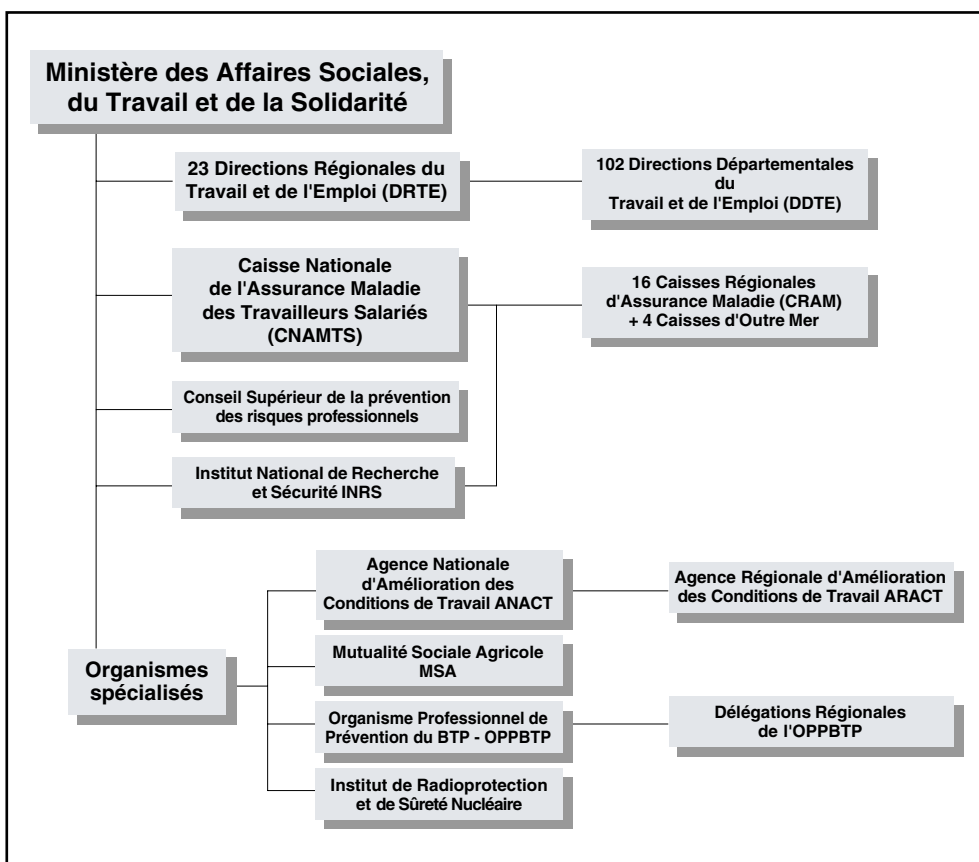 Ministère des Affaires Sociales,
du Travail et de la Solidarité
23 Directions Régionales du
Travail et de l'Emploi (DRTE)
102 Directions Départementales
du
Travail et de l'Emploi (DDTE)
Caisse Nationale
de l'Assurance Maladie
des Travailleurs Salariés
(CNAMTS)
16 Caisses Régionales
d'Assurance Maladie (CRAM)
+ 4 Caisses d'Outre Mer
Conseil Supérieur de la prévention
des risques professionnels
Institut National de Recherche
et Sécurité INRS
Organismes
spécialisés
Agence Nationale
d'Amélioration des
Conditions de Travail ANACT
Agence Régionale d'Amélioration
des Conditions de Travail ARACT
Mutualité Sociale Agricole
MSA
Organisme Professionnel de
Prévention du BTP - OPPBTP
Délégations Régionales
de l'OPPBTP
Institut de Radioprotection
et de Sûreté Nucléaire